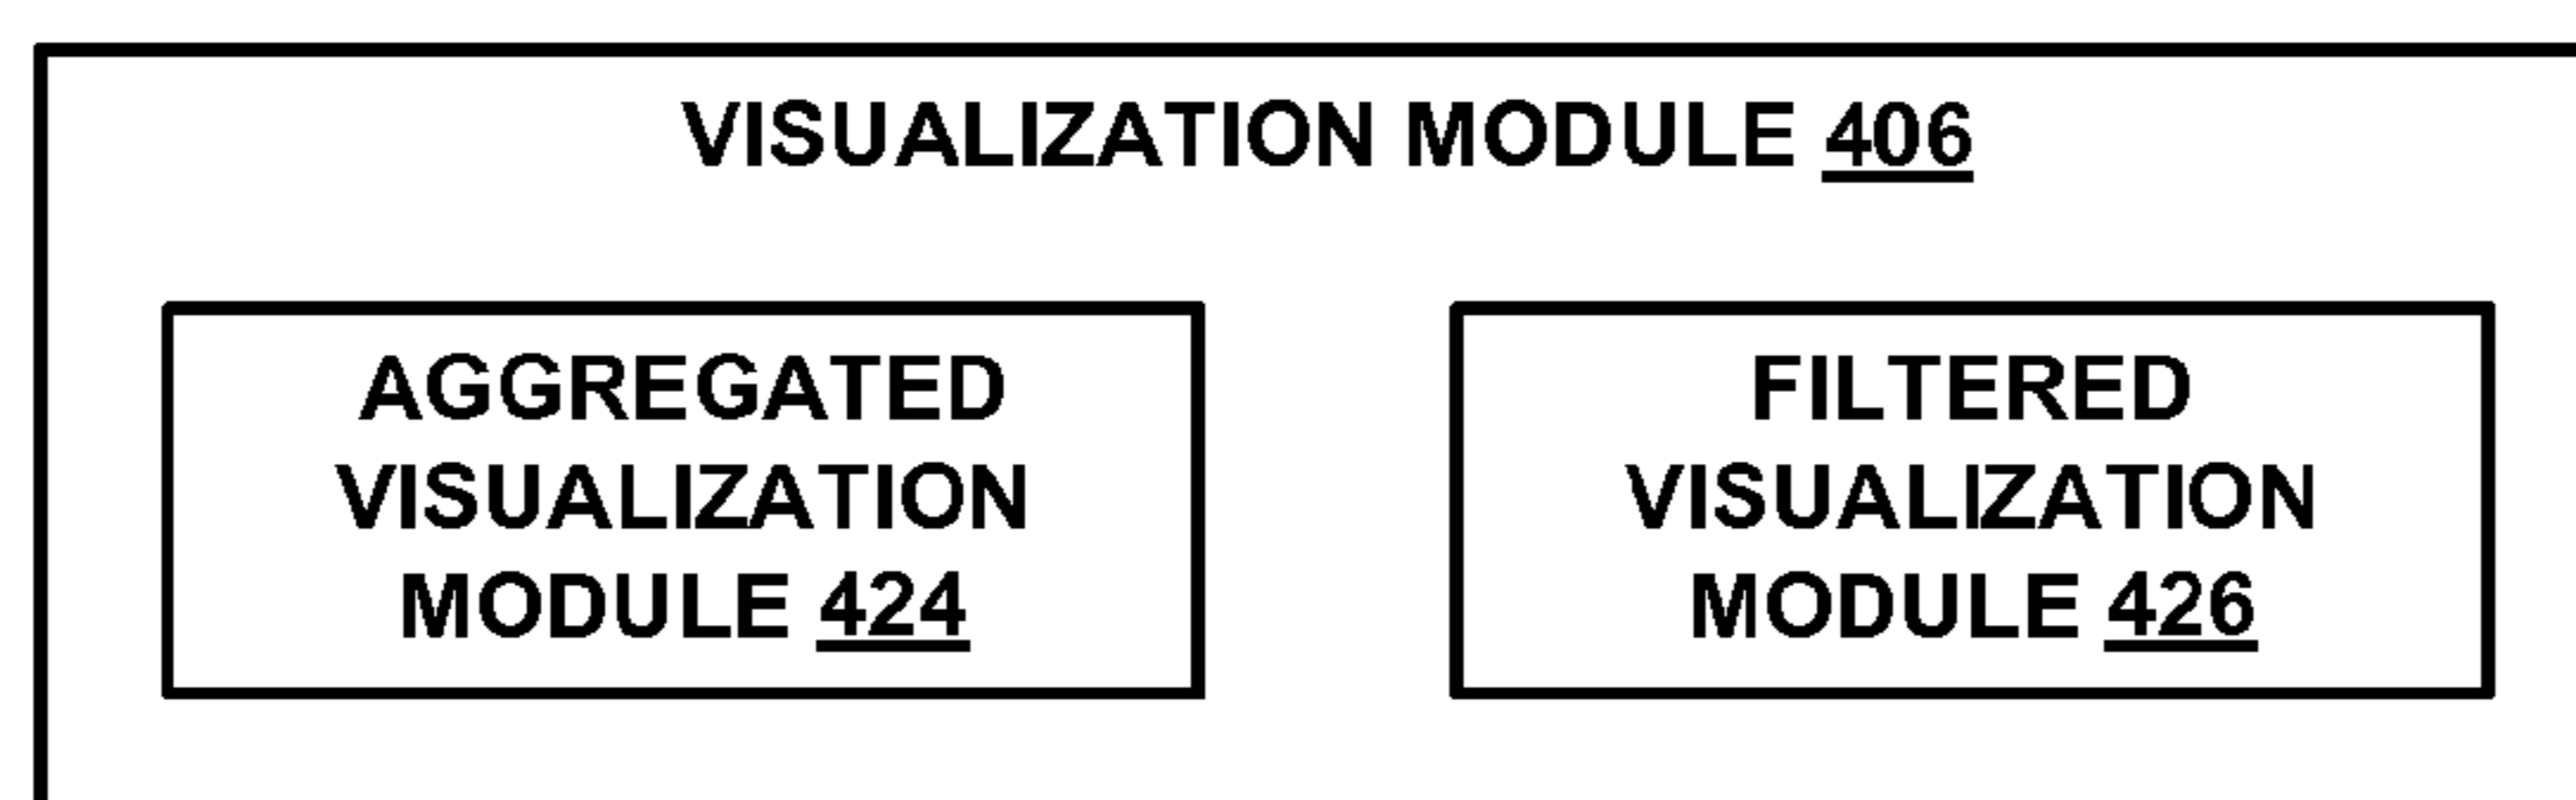 VISUALIZATION MODULE 406
AGGREGATED
VISUALIZATION
MODULE 424
FILTERED
VISUALIZATION
MODULE 426